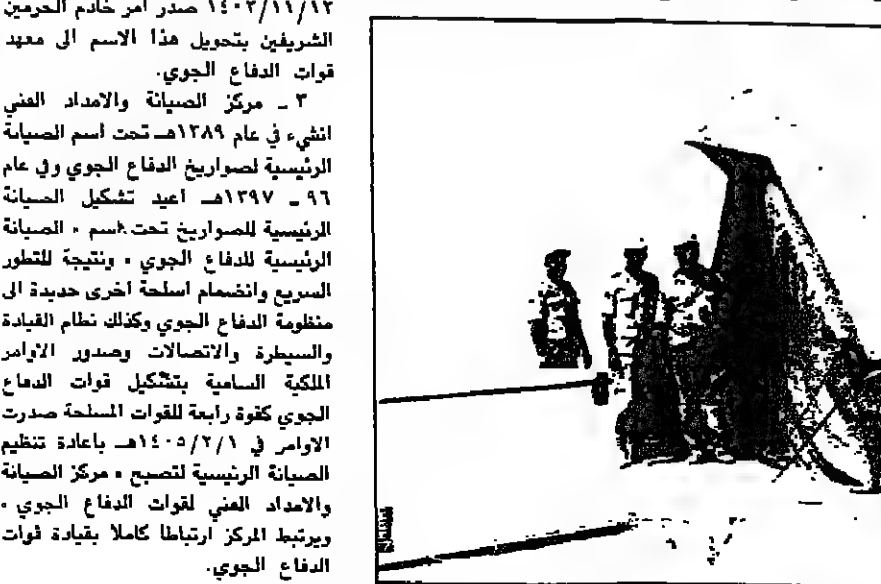 ١٤٠٣/١١/١٣ صدر امر خادم الحرمين
الشريفين بتحويل هذا الاسم الى معهد
قوات الدفاع الجوي.
٣ ـ مركز الصيانة والامداد الفني
انشيء في عام ١٣٨٩هـ تحت اسم الصيانة
الرئيسية لصواريخ الدفاع الجوي وفي عام
٩٦ ـ ١٣٩٧هـ اعيد تشكيل الصيانة
الرئيسية للصواريخ تحت اسم « الصيانة
الرئيسية للدفاع الجوي » ونتيجة للتطور
السريع وانضمام اسلحة اخرى جديدة الى
منظومة الدفاع الجوي وكذلك نظام القيادة
والسيطرة والاتصالات وصدور الاوامر
الملكية السامية بتشكيل قوات الدفاع
الجوي كقوة رابعة للقوات المسلحة صدرت
الاوامر في ١٤٠٥/٢/١هـ باعادة تنظيم
الصيانة الرئيسية لتصبح « مركز الصيانة
والامداد الفني لقوات الدفاع الجوي »
ويرتبط المركز ارتباطا كاملا بقيادة قوات
الدفاع الجوي.